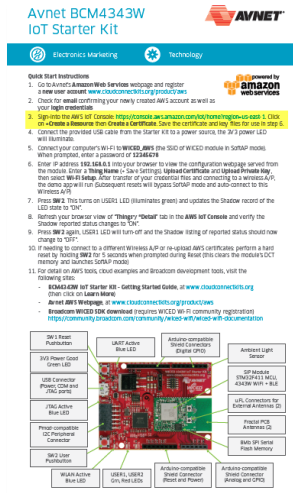 Avnet BCM4343W
IoT Starter Kit
AVNET
Electronics Marketing
Technology
powered by
amazon
web services
Quick Start Instructions
1. Go to Avnet's Amazon Web Services webpage and register
a new user account www.cloudconnectkits.org/product/aws
2. Check for email confirming your newly created AWS account as well as
your login credentials
3. Sign-into the AWS IoT Console: https://console.aws.amazon.com/iot/home?region=us-east-1. Click
on +Create a Resource then Create a Certificate. Save the certificate and key files for use in step 6.
4. Connect the provided USB cable from the Starter Kit to a power source, the 3V3 power LED
will illuminate.
5. Connect your computer's Wi-Fi to WICED_AWS (the SSID of WICED module in SoftAP mode).
When prompted, enter a password of 12345678
6. Enter IP address 192.168.0.1 into your browser to view the configuration webpage served from
the module. Enter a Thing Name (+ Save Settings), Upload Certificate and Upload Private Key,
then select Wi-Fi Setup. After transfer of your credential files and connecting to a wireless A/P,
the demo app will run (Subsequent resets will bypass SoftAP mode and auto-connect to this
Wireless A/P)
7. Press SW2. This turns on USER1 LED (illuminates green) and updates the Shadow record of the
LED state to "ON".
8. Refresh your browser view of "Thingry *Detail" tab in the AWS IoT Console and verify the
Shadow reported status changes to "ON".
9. Press SW2 again, USER1 LED will turn off and the Shadow listing of reported status should now
change to "OFF".
10. If needing to connect to a different Wireless A/P or re-upload AWS certificates: perform a hard
reset by holding SW2 for 5 seconds when prompted during Reset (this clears the module's DCT
memory and launches SoftAP mode)
11. For detail on AWS tools, cloud examples and Broadcom development tools, visit the
following sites:
- BCM4343W IoT Starter Kit - Getting Started Guide, at www.cloudconnectkits.org
(then click on Learn More)
- Avnet AWS Webpage, at www.cloudconnectkits.org/product/aws
- Broadcom WICED SDK download (requires WICED Wi-Fi community registration)
https://community.broadcom.com/community/wiced-wifi/wiced-wifi-documentation
SW1 Reset
Pushbutton
UART Active
Blue LED
Arduino-compatible
Shield Connectors
(Digital GPIO)
Ambient Light
Sensor
3V3 Power Good
Green LED
USB Connector
(Power, COM and
JTAG ports)
SiP Module
STM32F411 MCU,
4343W WiFi + BLE
JTAG Active
Blue LED
µFL Connectors for
External Antennas (2)
Pmod-compatible
I2C Peripheral
Connector
Fractal PCB
Antennas (2)
SW2 User
Pushbutton
8Mb SPI Serial
Flash Memory
WLAN Active
Blue LED
USER1, USER2
Grn, Red LEDs
Arduino-compatible
Shield Connector
(Reset and Power)
Arduino-compatible
Shield Connector
(Analog and GPIO)